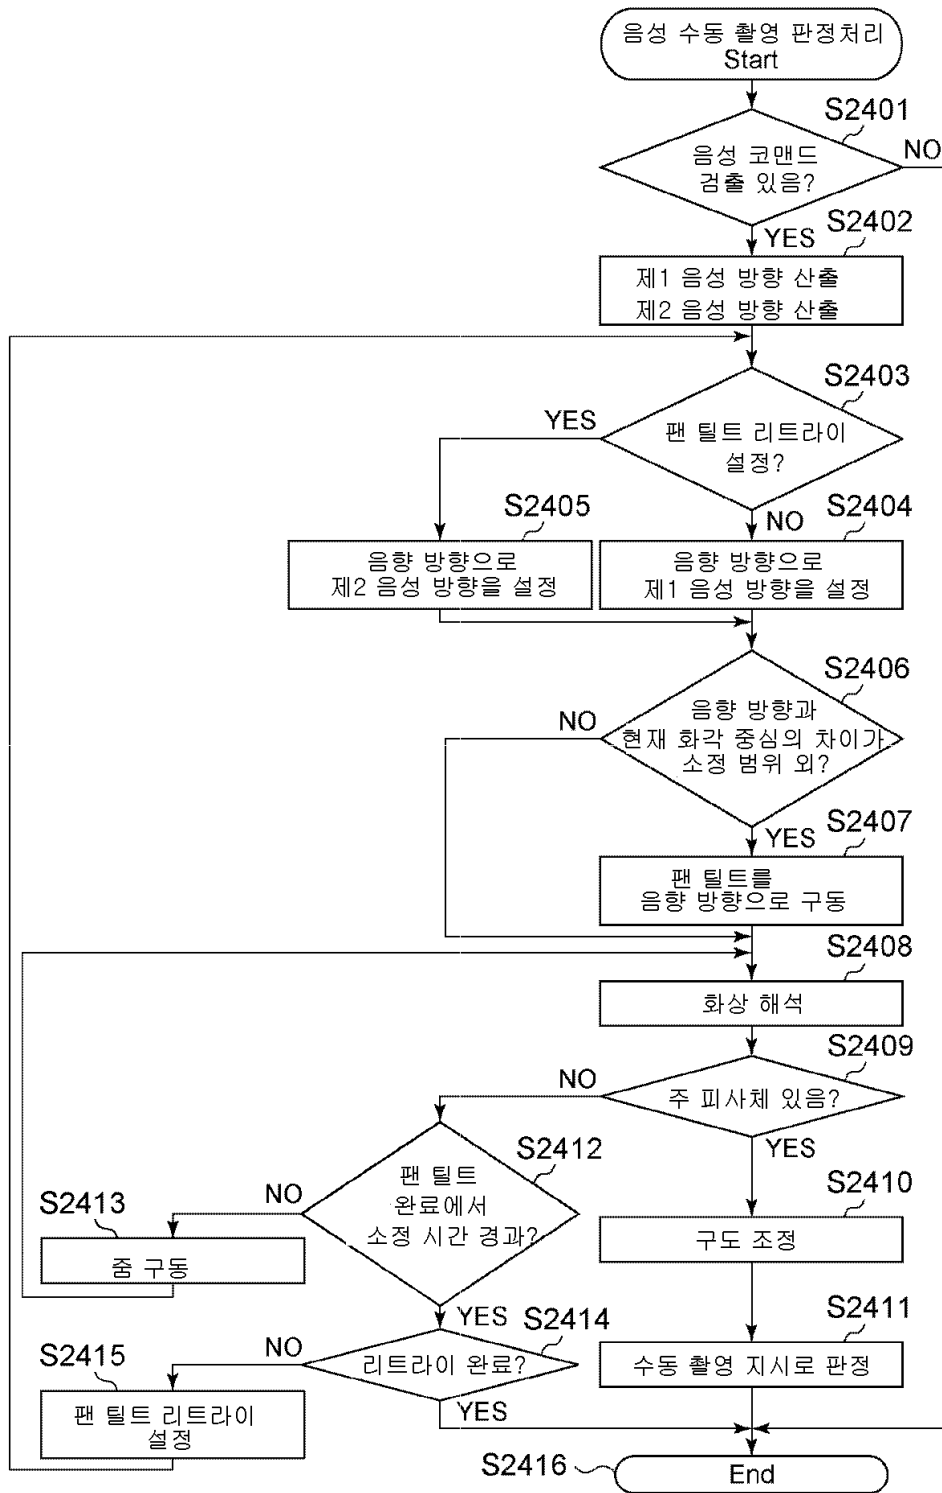 음성 수동 촬영 판정처리
Start
S2401
NO
음성 코맨드
검출 있음?
YES
S2402
제1 음성 방향 산출
제2 음성 방향 산출
S2403
YES
팬 틸트 리트라이
설정?
NO
S2405
S2404
음향 방향으로
제2 음성 방향을 설정
음향 방향으로
제1 음성 방향을 설정
S2406
NO
음향 방향과
현재 화각 중심의 차이가
소정 범위 외?
YES
S2407
팬 틸트를
음향 방향으로 구동
S2408
화상 해석
S2409
NO
주 피사체 있음?
YES
S2412
팬 틸트
완료에서
소정 시간 경과?
NO
S2413
줌 구동
S2410
구도 조정
YES
S2414
리트라이 완료?
NO
S2415
팬 틸트 리트라이
설정
YES
S2411
수동 촬영 지시로 판정
S2416
End